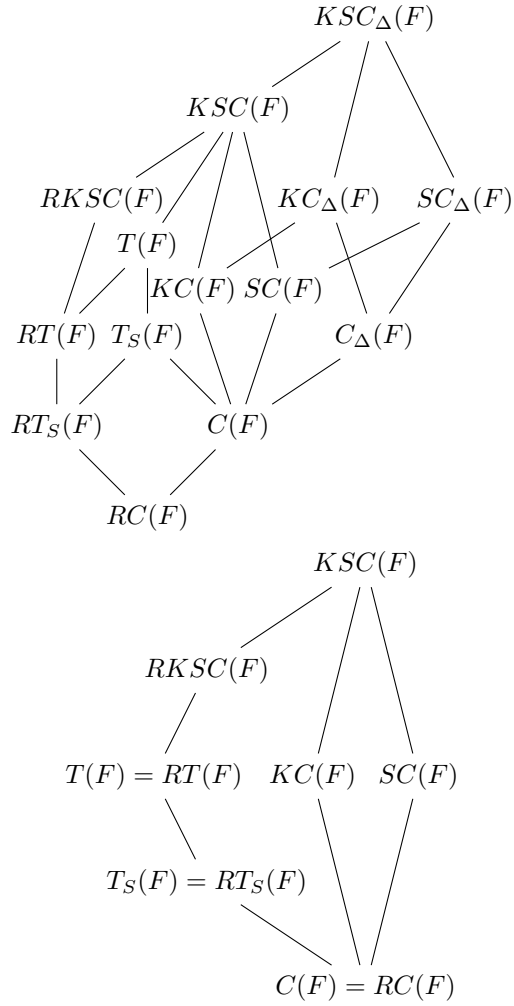 KSC_Δ(F)
KSC(F)
RKSC(F) KC_Δ(F) SC_Δ(F)
T(F)
KC(F) SC(F)
RT(F) T_S(F) C_Δ(F)
RT_S(F) C(F)
RC(F)
KSC(F)
RKSC(F)
T(F) = RT(F) KC(F) SC(F)
T_S(F) = RT_S(F)
C(F) = RC(F)